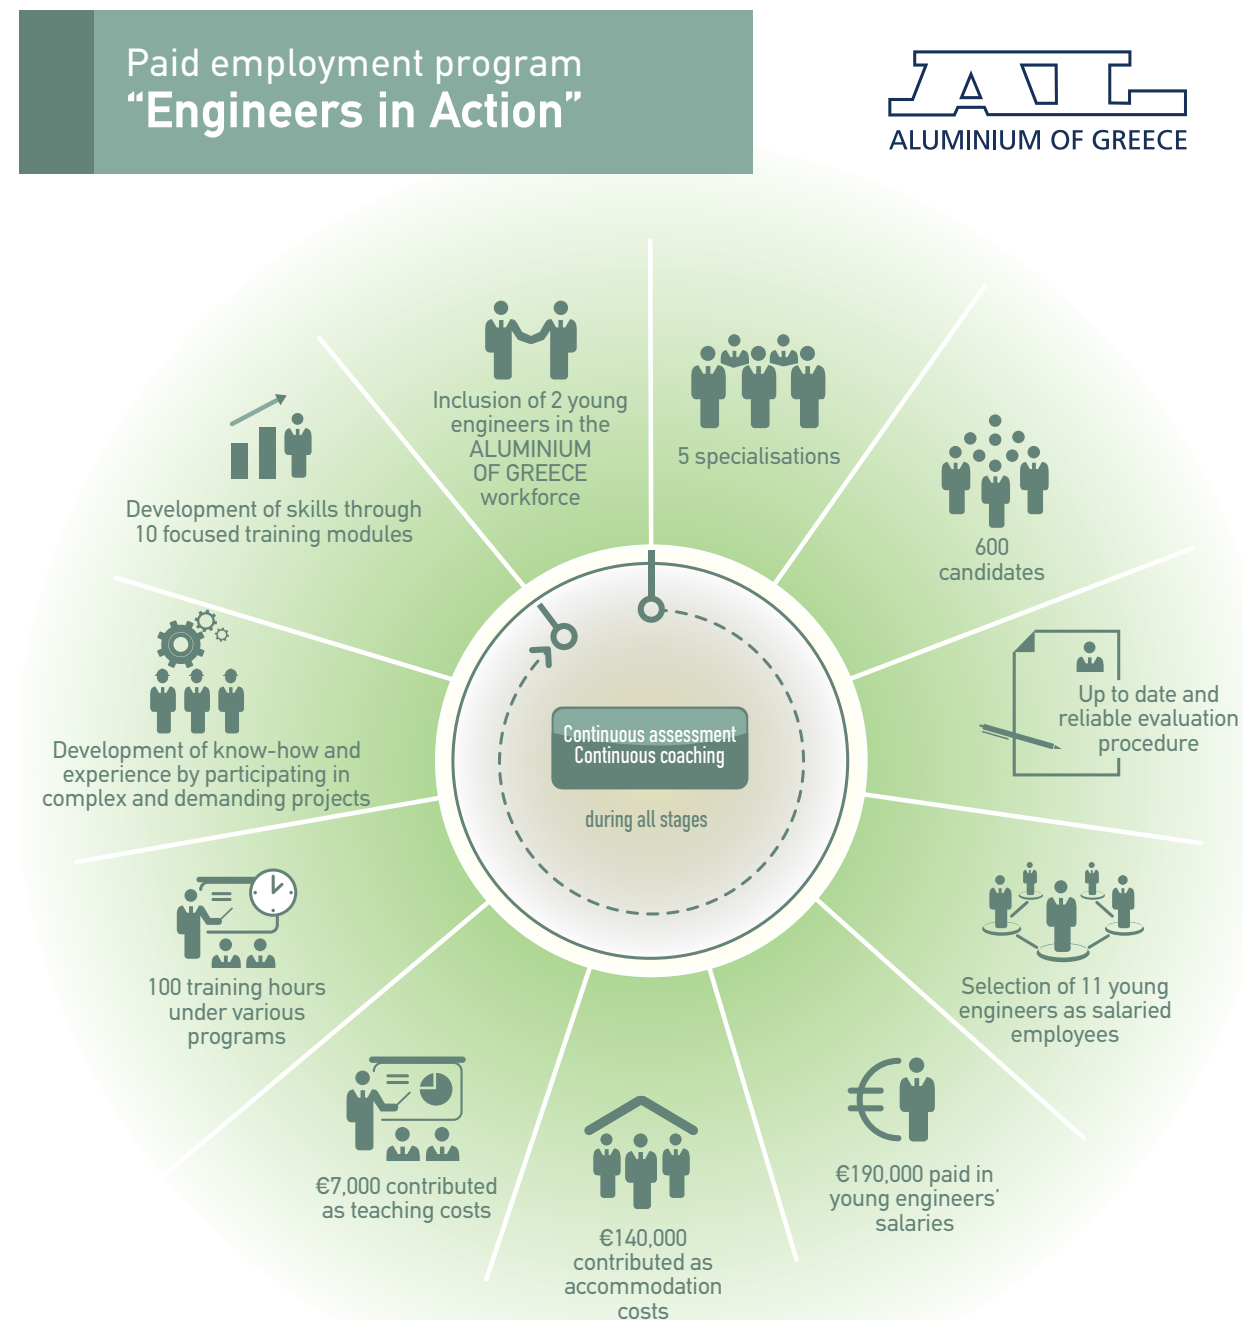 Paid employment program
“Engineers in Action”
ALUMINIUM OF GREECE
5 specialisations
600
candidates
Up to date and
reliable evaluation
procedure
Selection of 11 young
engineers as salaried
employees
€190,000 paid in
young engineers’
salaries
€140,000
contributed as
accommodation
costs
€7,000 contributed
as teaching costs
100 training hours
under various
programs
Development of know-how and
experience by participating in
complex and demanding projects
Development of skills through
10 focused training modules
Inclusion of 2 young
engineers in the
ALUMINIUM
OF GREECE
workforce
Continuous assessment
Continuous coaching
during all stages